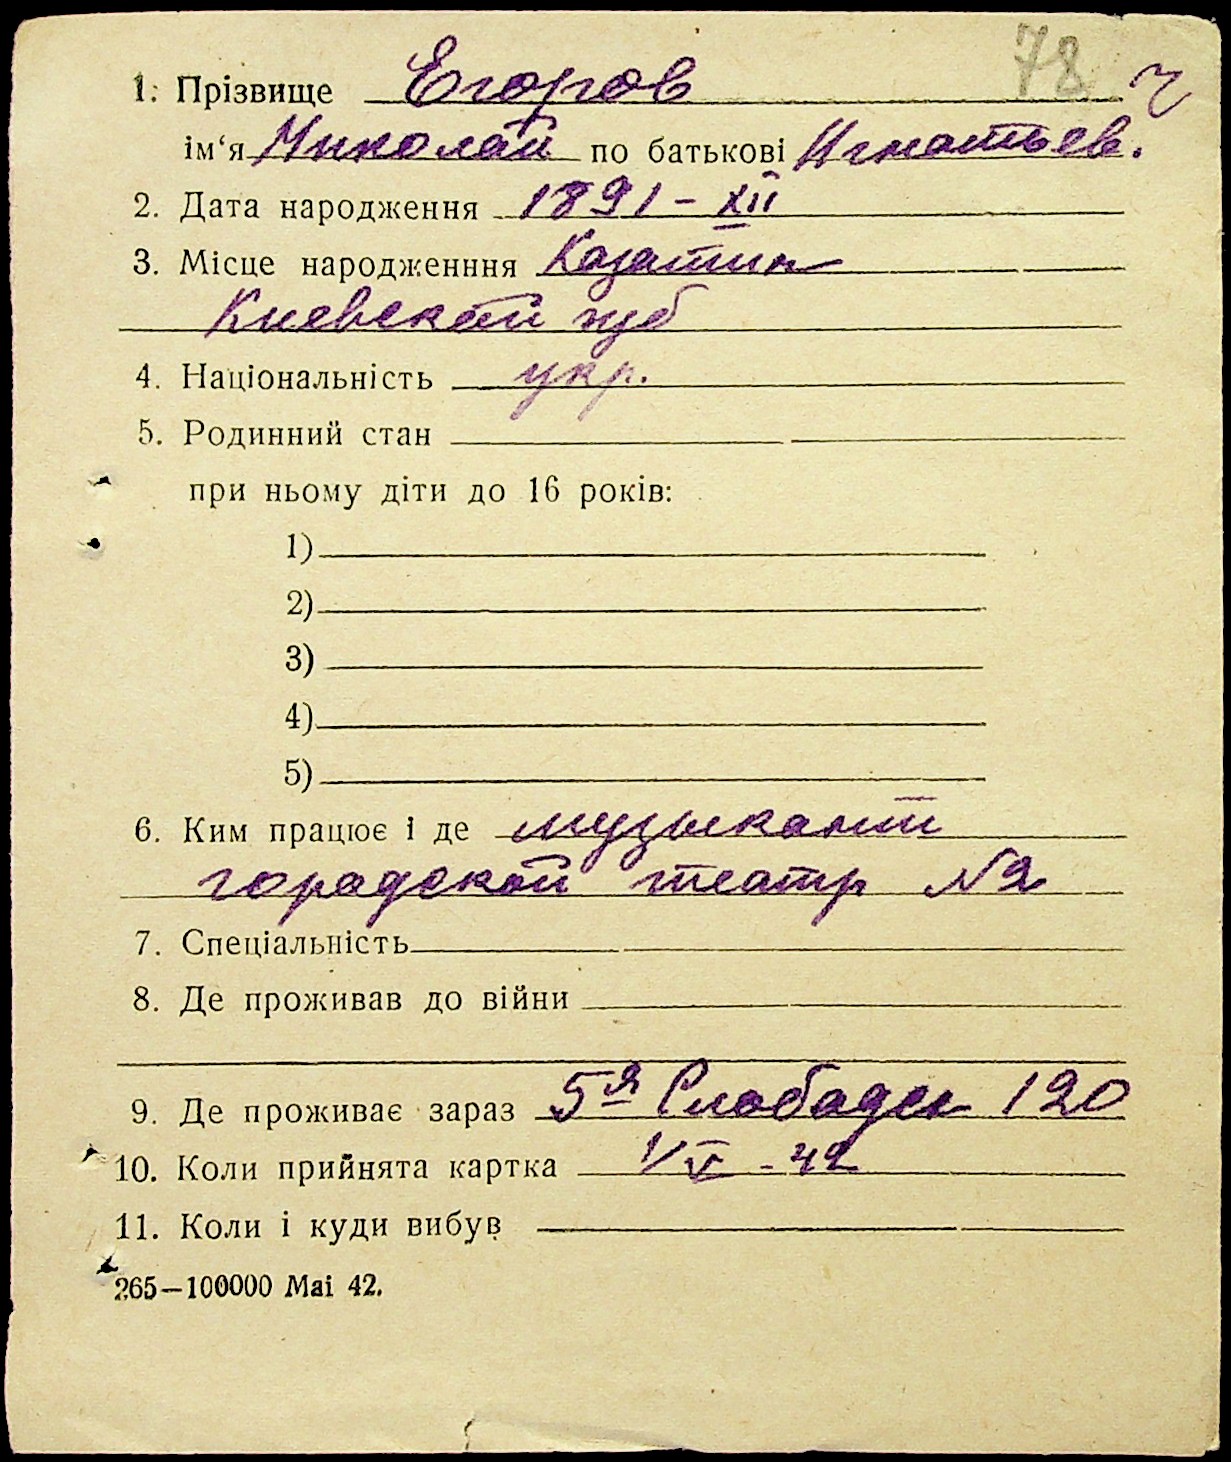 78 ч
1. Прізвище Егоров
ім‘я Николай по батькові Игнатьев.
2. Дата народження 1891 – XII
3. Місце народженння Казатин
Киевской губ
4. Національність укр.
5. Родинний стан
при ньому діти до 16 років:
1)
2)
3)
4)
5)
6. Ким працює і де музыкант
городской театр №2
7. Спеціальність
8. Де проживав до війни
9. Де проживає зараз 5я Слободск 120
10. Коли прийнята картка 1/V - 42
11. Коли і куди вибув
265—100000 Mai 42.